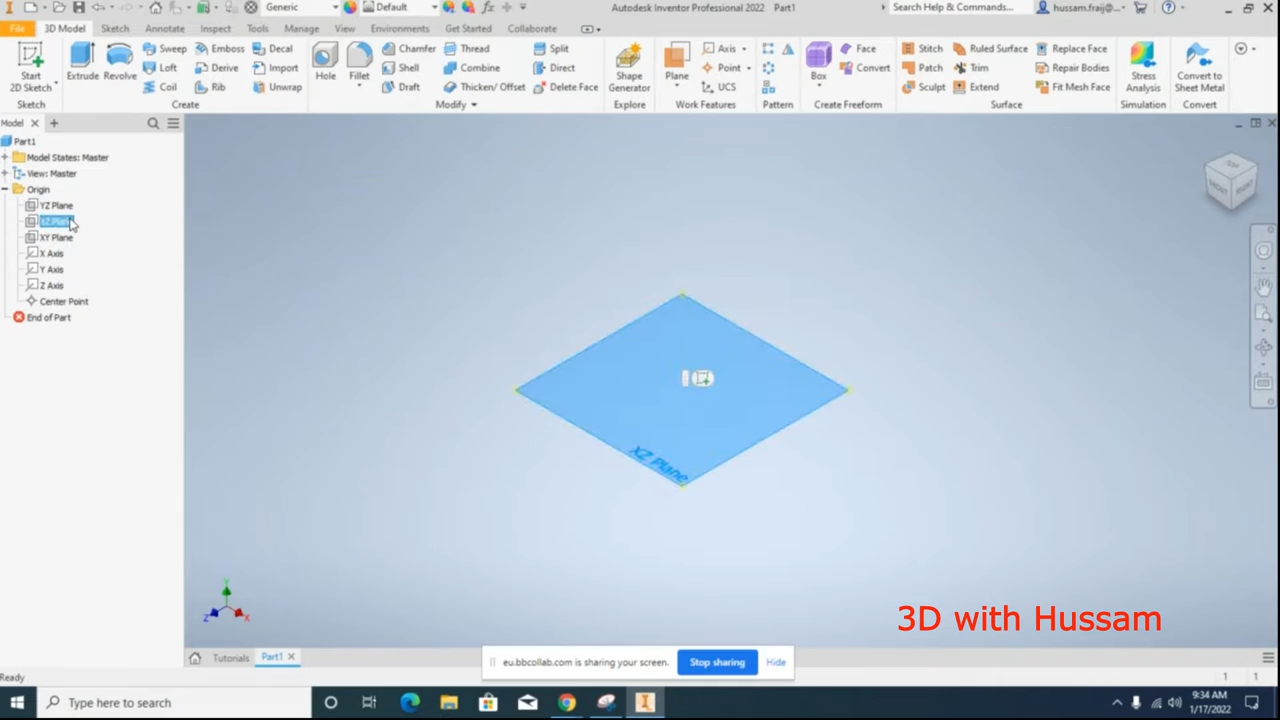 Generic
Default
Autodesk Inventor Professional 2022 Part1
Search Help & Commands...
hussam.fraij@...
File
3D Model
Sketch
Annotate
Inspect
Tools
Manage
View
Environments
Get Started
Collaborate
Start
2D Sketch
Sketch
Extrude
Revolve
Sweep
Loft
Coil
Emboss
Derive
Rib
Decal
Import
Unwrap
Create
Hole
Fillet
Chamfer
Shell
Draft
Thread
Combine
Thicken/ Offset
Split
Direct
Delete Face
Modify
Shape
Generator
Explore
Plane
Axis
Point
UCS
Work Features
Pattern
Box
Face
Convert
Create Freeform
Stitch
Patch
Sculpt
Ruled Surface
Trim
Extend
Replace Face
Repair Bodies
Fit Mesh Face
Surface
Stress
Analysis
Simulation
Convert to
Sheet Metal
Convert
Model
Part1
Model States: Master
View: Master
Origin
YZ Plane
XZ Plane
XY Plane
X Axis
Y Axis
Z Axis
Center Point
End of Part
TOP
FRONT
RIGHT
XZ Plane
Y
Z
X
3D with Hussam
Tutorials
Part1
eu.bbcollab.com is sharing your screen.
Stop sharing
Hide
Ready
1
1
Type here to search
9:34 AM
1/17/2022